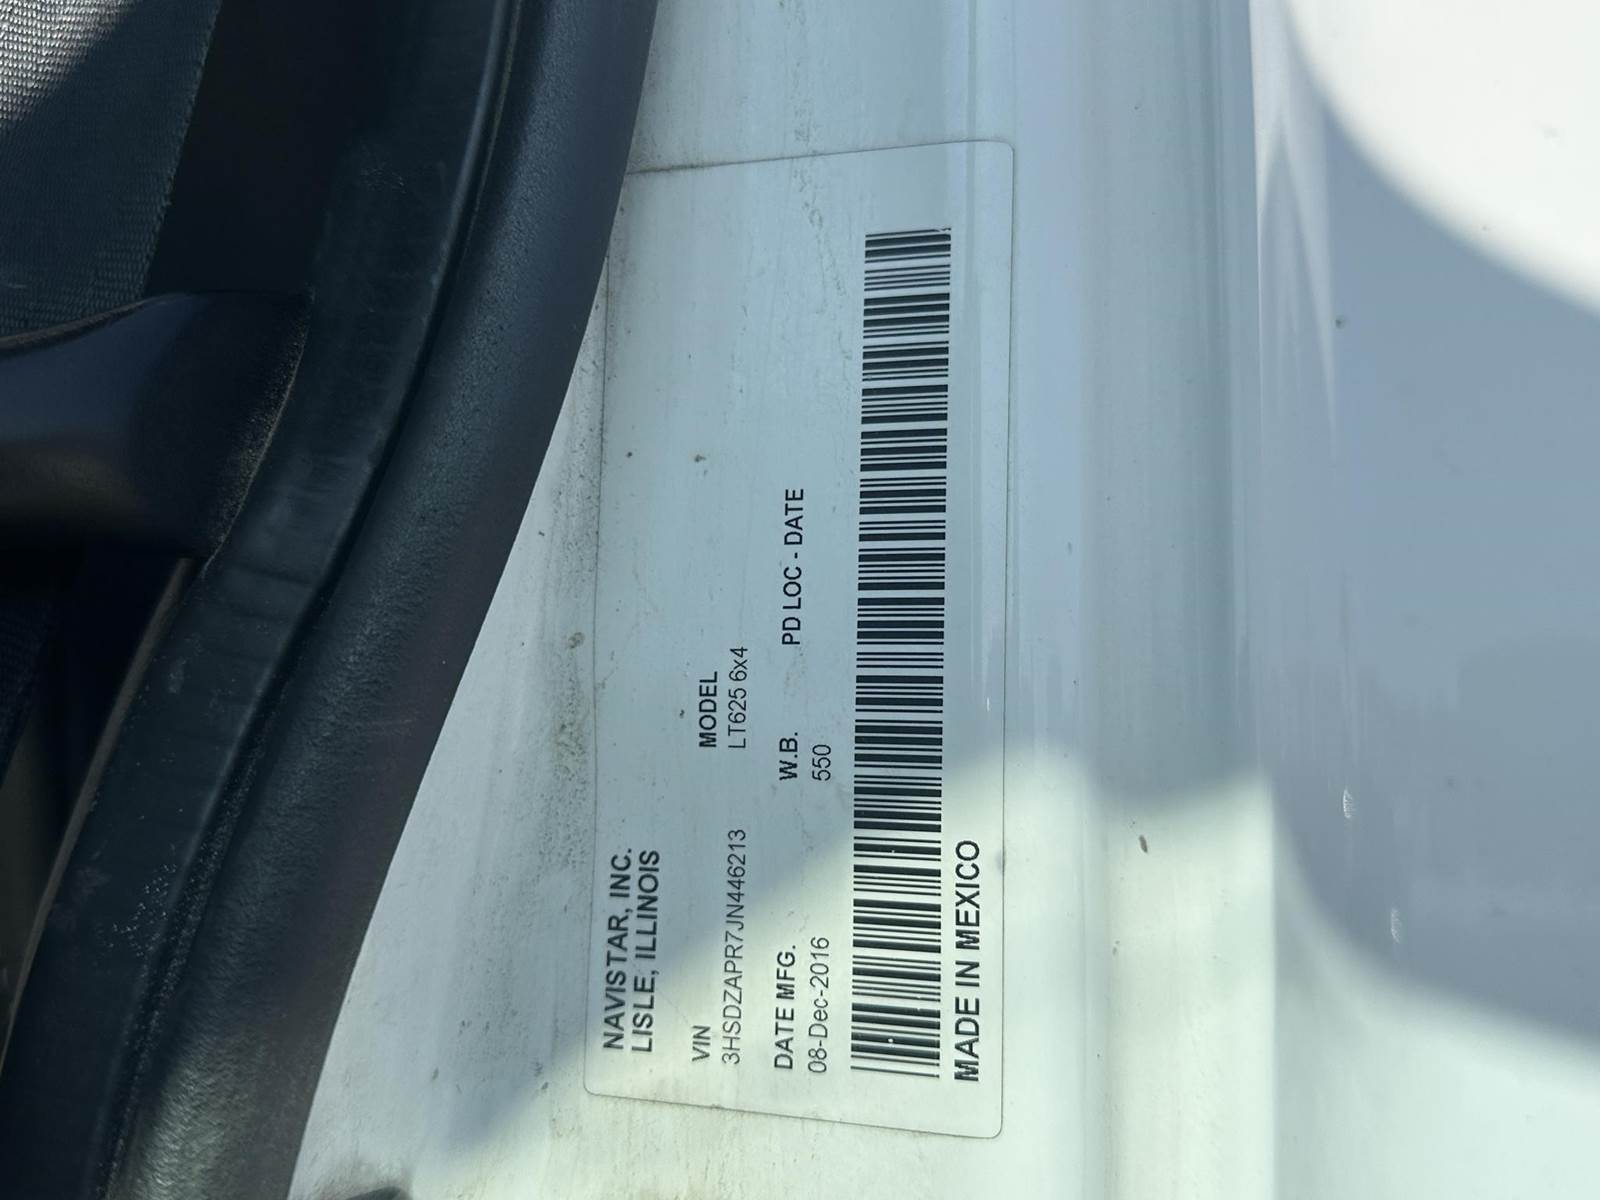 NAVISTAR, INC.
LISLE, ILLINOIS
VIN MODEL
3HSDZAPR7JN446213 LT625 6x4
DATE MFG. W.B. PD LOC - DATE
08-Dec-2016 550
MADE IN MEXICO